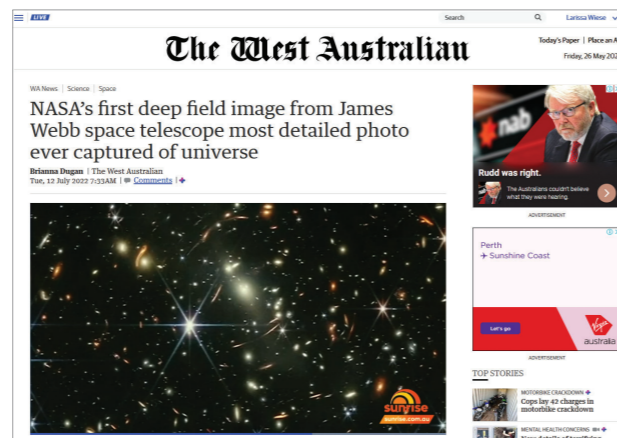 LIVE
Search
Larissa Wiese
The West Australian
Today's Paper | Place an A
Friday, 26 May 202
WA News | Science | Space
NASA's first deep field image from James
Webb space telescope most detailed photo
ever captured of universe
Brianna Dugan | The West Australian
Tue, 12 July 2022 7:33AM | Comments |
sunrise
sunrise.com.au
nab
Rudd was right.
The Australians couldn't believe
what they were hearing.
ADVERTISEMENT
Perth
Sunshine Coast
Let's go
Virgin
australia
ADVERTISEMENT
TOP STORIES
MOTORBIKE CRACKDOWN
Cops lay 42 charges in
motorbike crackdown
MENTAL HEALTH CONCERNS